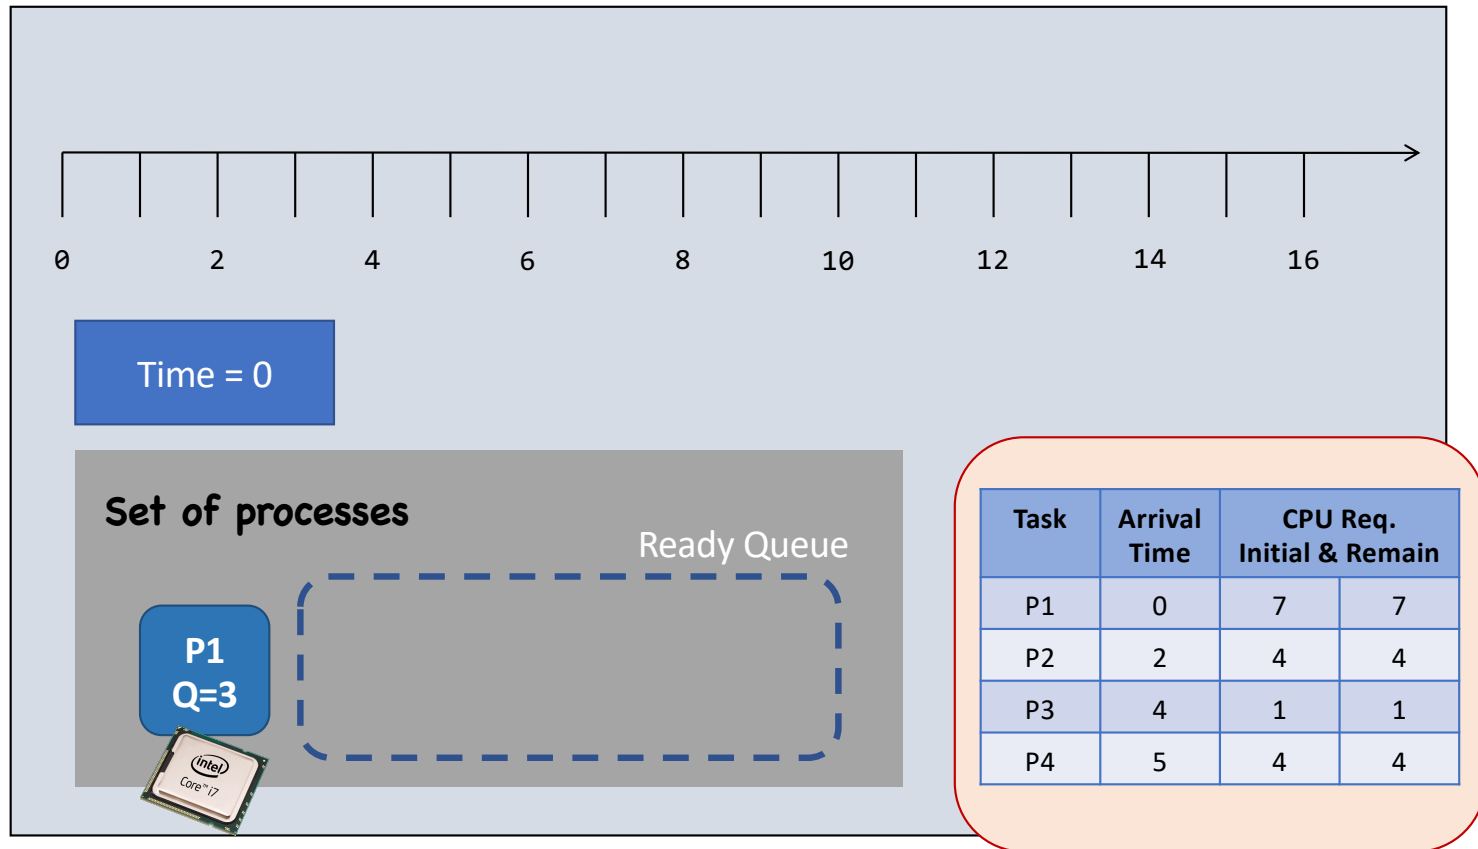 0 2 4 6 8 10 12 14 16
Time = 0
Set of processes
Ready Queue
P1
Q=3
intel
Core™ i7
Task Arrival Time CPU Req. Initial & Remain
P1 0 7 7
P2 2 4 4
P3 4 1 1
P4 5 4 4